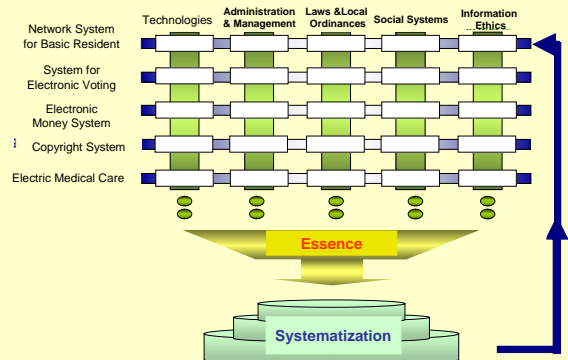 Technologies
Administration
& Management
Laws &Local
Ordinances
Social Systems
Information
Ethics
Network System
for Basic Resident
System for
Electronic Voting
Electronic
Money System
Copyright System
Electric Medical Care
Essence
Systematization